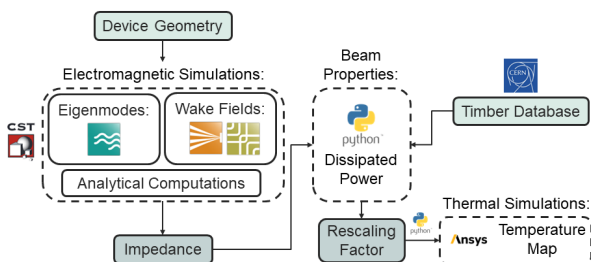 Device Geometry
Electromagnetic Simulations:
Eigenmodes:
Wake Fields:
CST
Analytical Computations
Impedance
Beam
Properties:
python
Dissipated
Power
CERN
Timber Database
Rescaling
Factor
python
Thermal Simulations:
Ansys
Temperature
Map